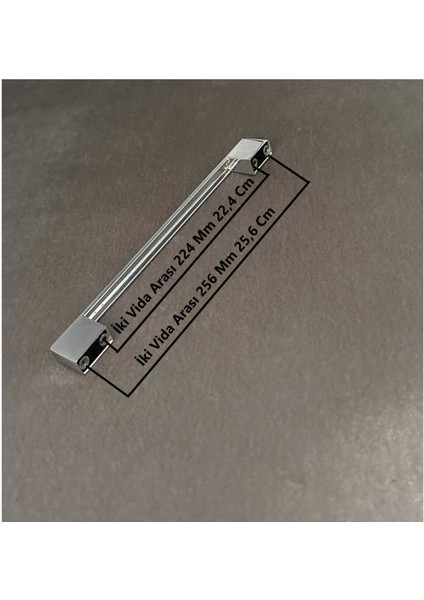 İki Vida Arası 224 Mm 22,4 Cm
İki Vida Arası 256 Mm 25,6 Cm